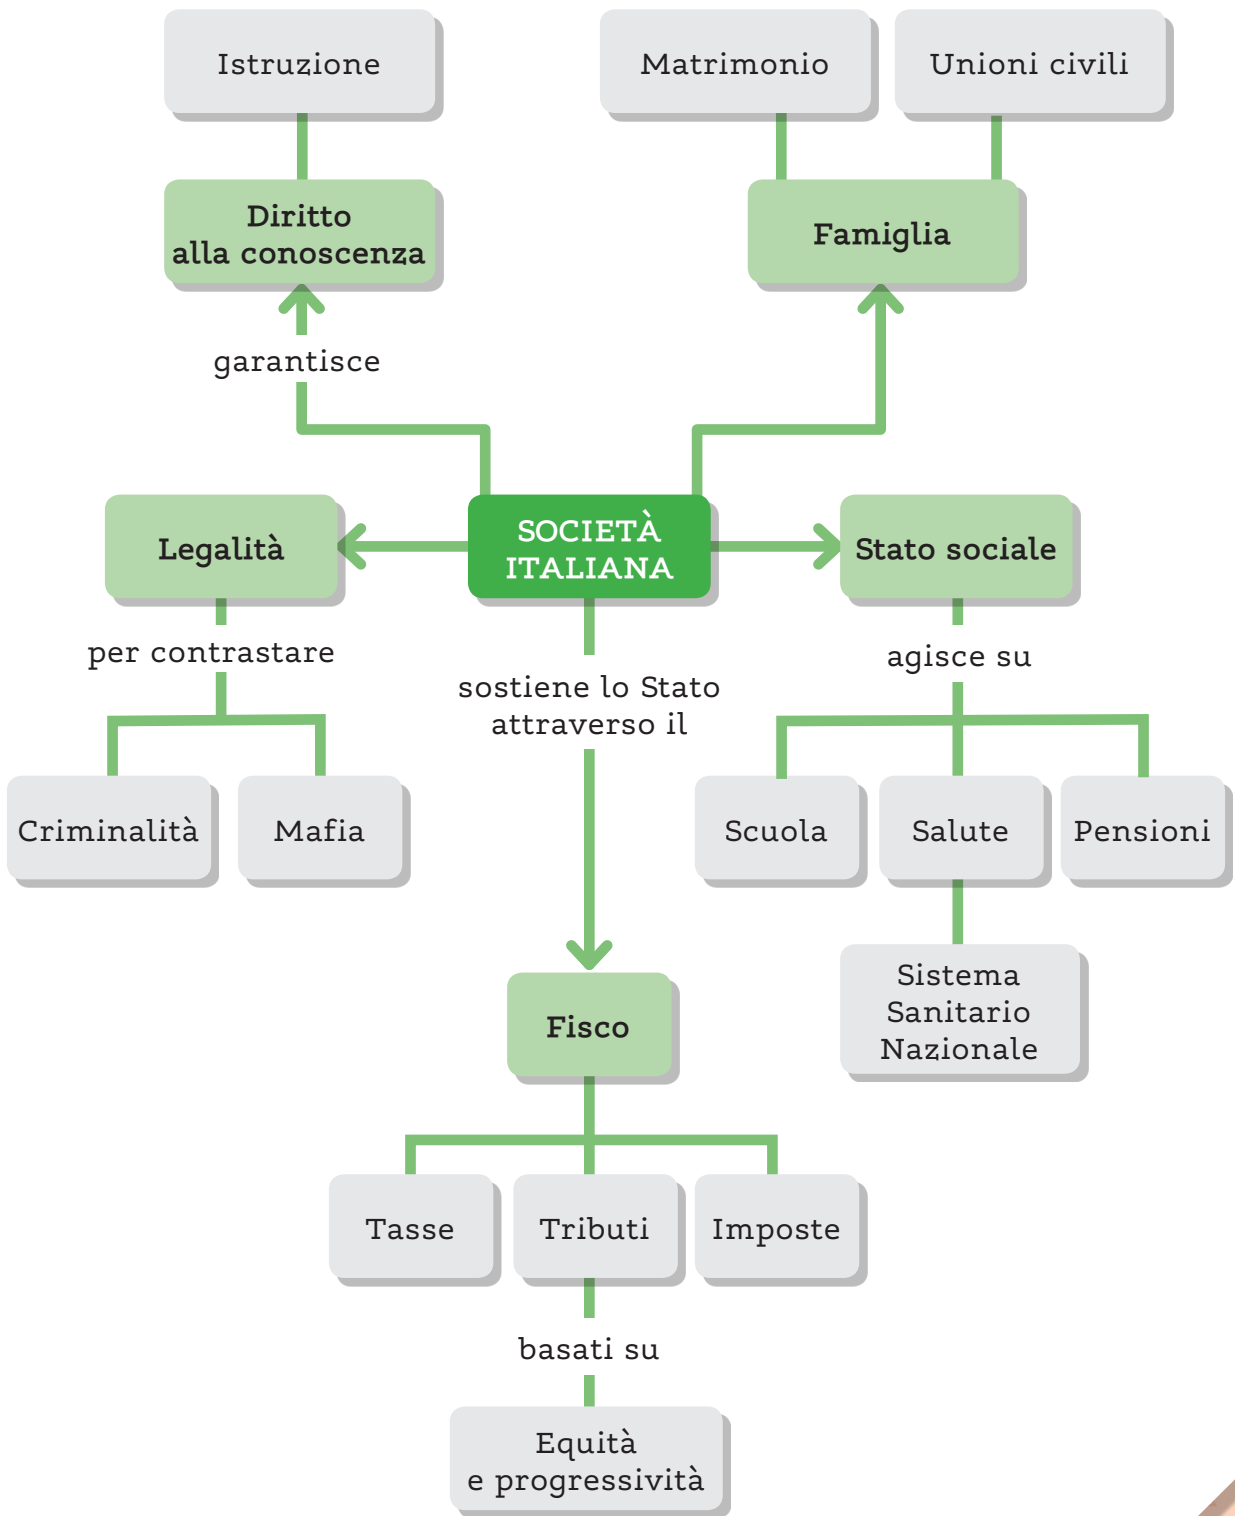 Istruzione
Matrimonio
Unioni civili
Diritto
alla conoscenza
Famiglia
garantisce
SOCIETÀ
ITALIANA
Legalità
Stato sociale
per contrastare
sostiene lo Stato
attraverso il
agisce su
Criminalità
Mafia
Scuola
Salute
Pensioni
Sistema
Sanitario
Nazionale
Fisco
Tasse
Tributi
Imposte
basati su
Equità
e progressività